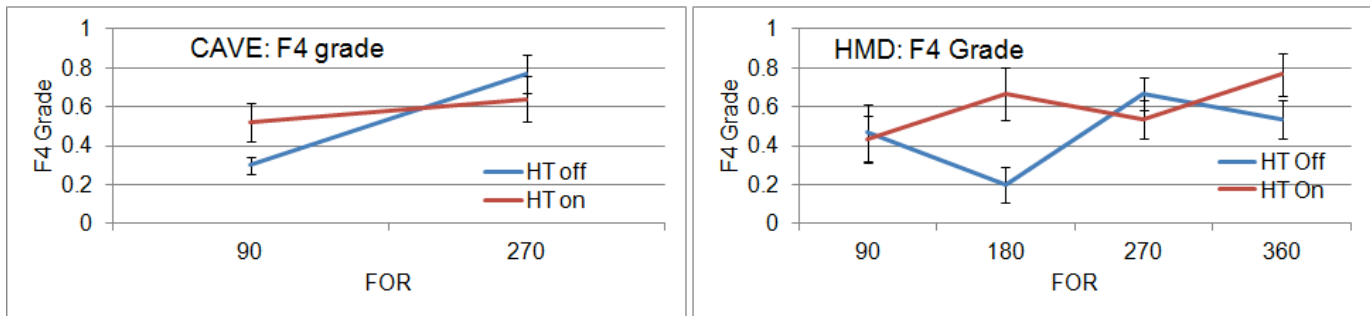 CAVE: F4 grade
F4 Grade
1
0.8
0.6
0.4
0.2
0
90
270
FOR
HT off
HT on
HMD: F4 Grade
F4 Grade
1
0.8
0.6
0.4
0.2
0
90
180
270
360
FOR
HT Off
HT On